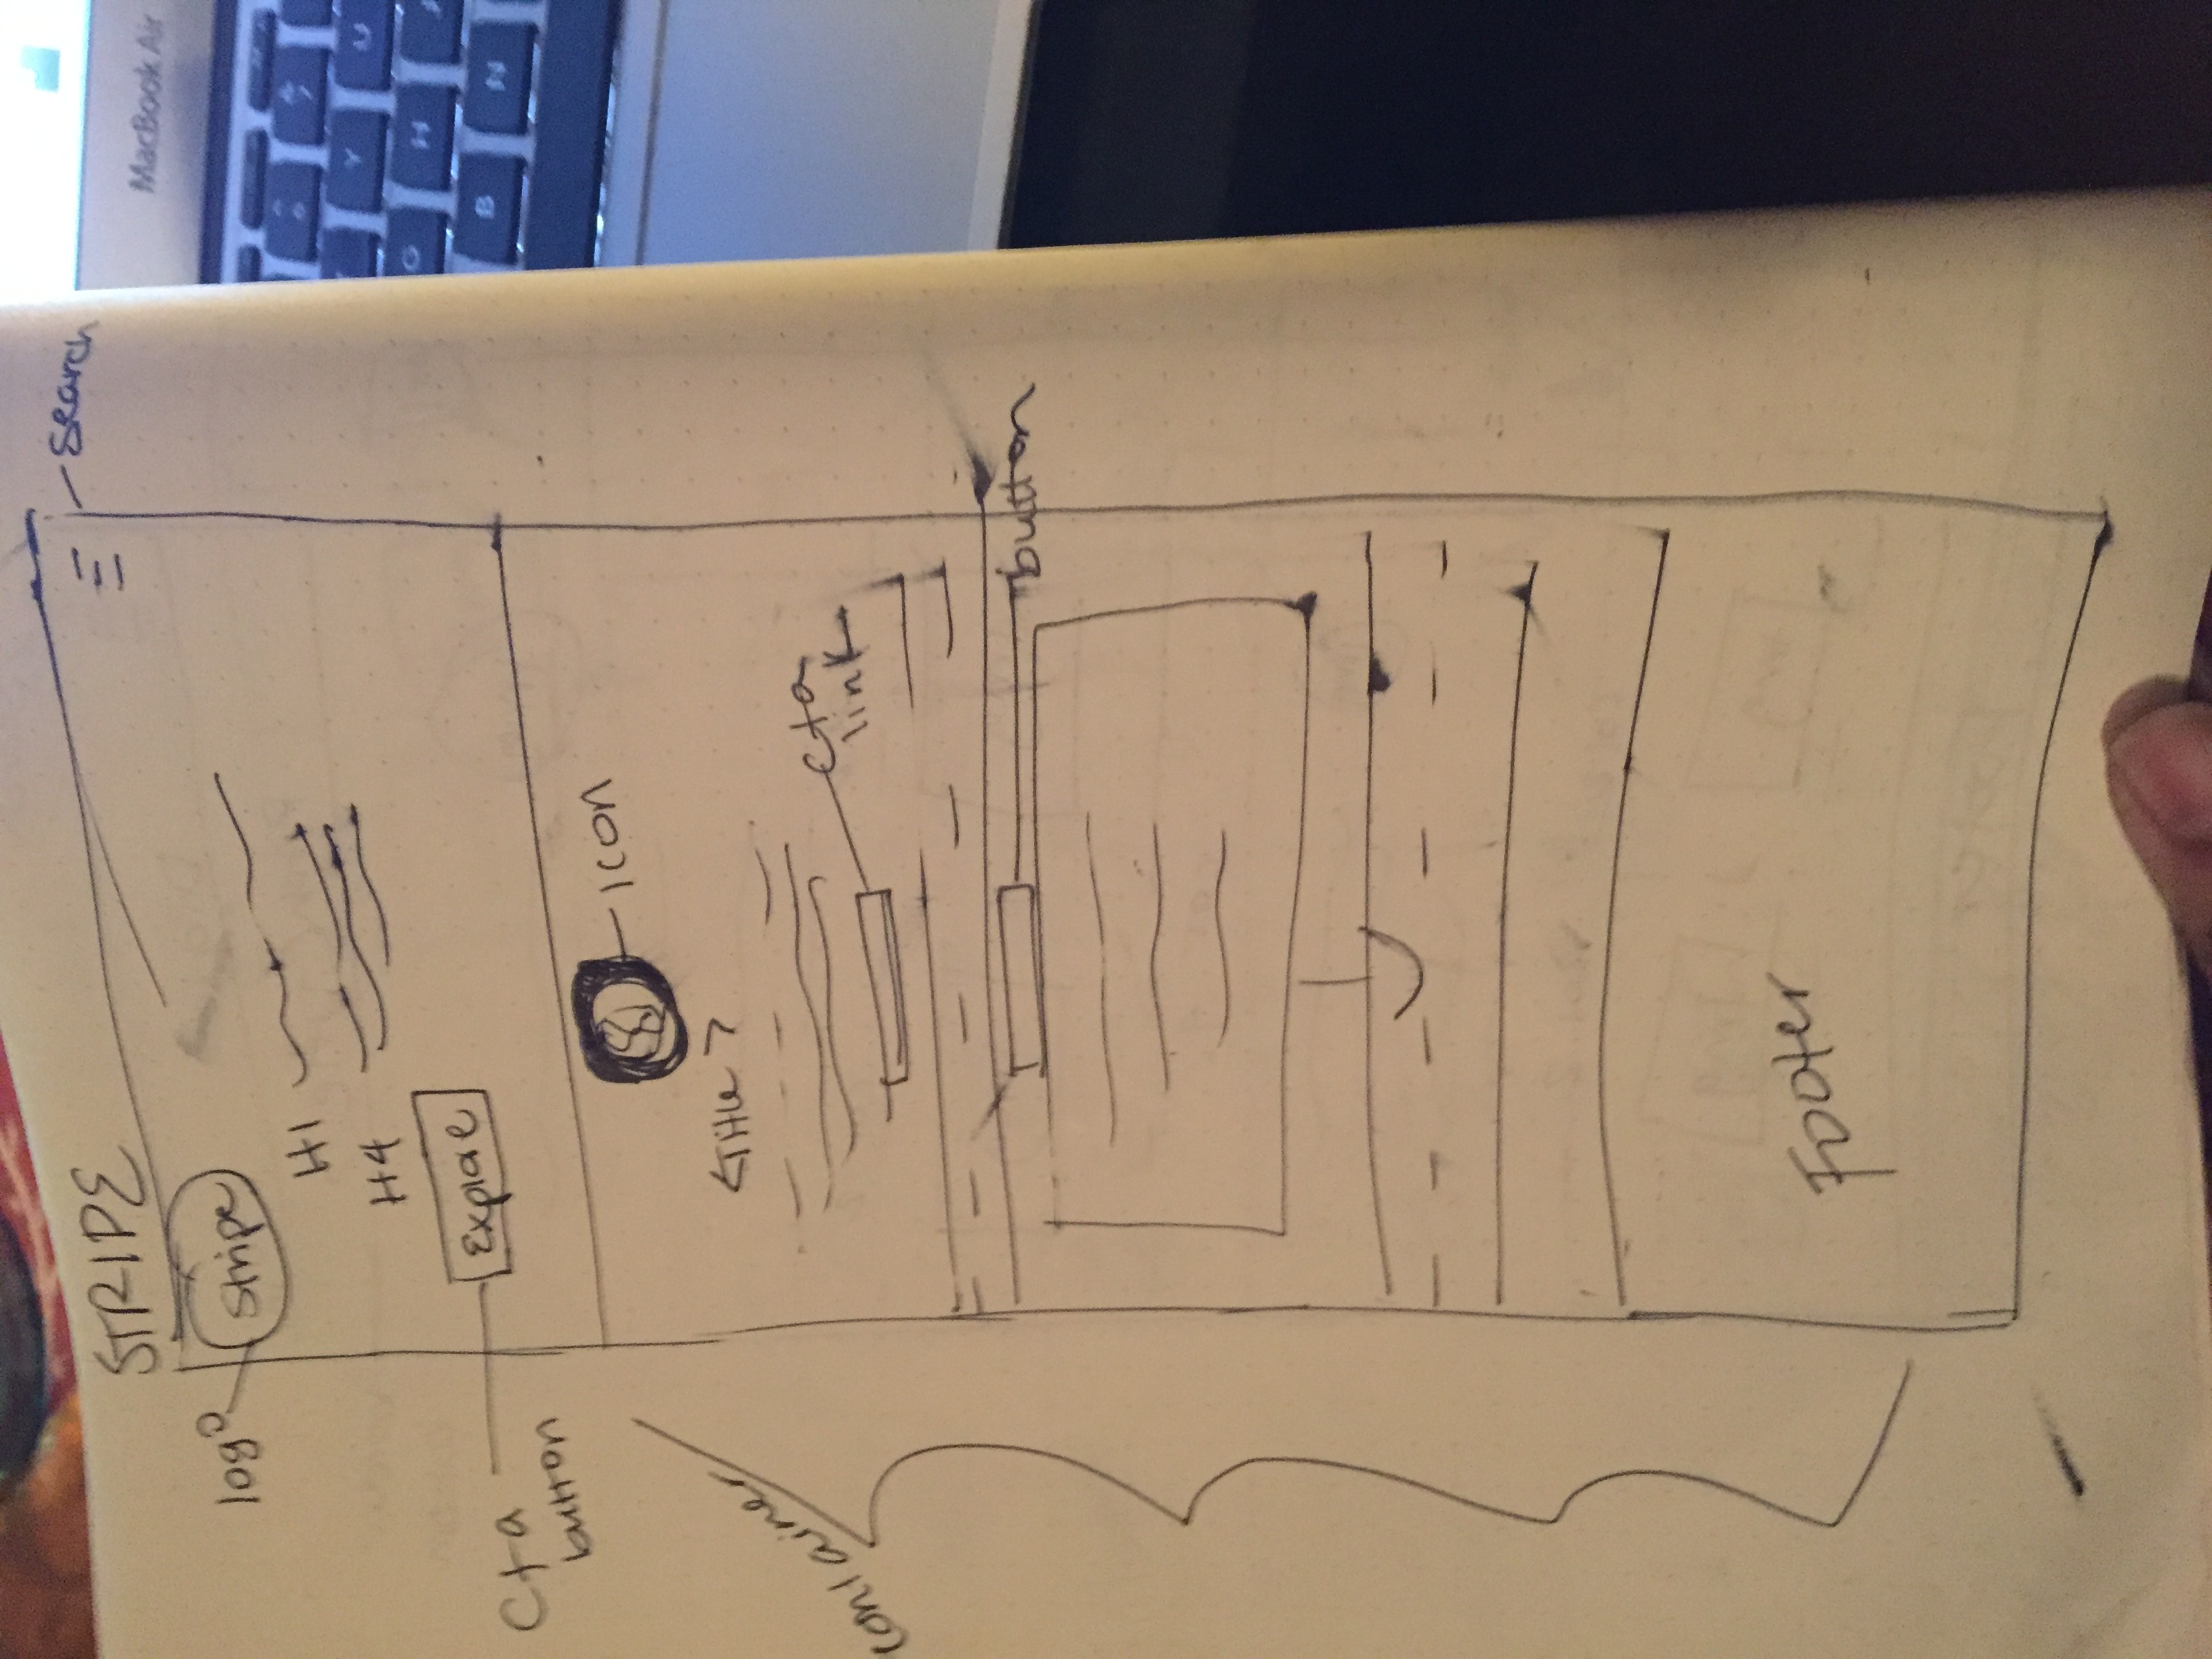 STRIPE
search
MacBook Air
logo
stripe
H1
H4
Explore
Cta
button
Y
U
G
H
B
N
icon
<Title>
container
cta
link
button
Footer